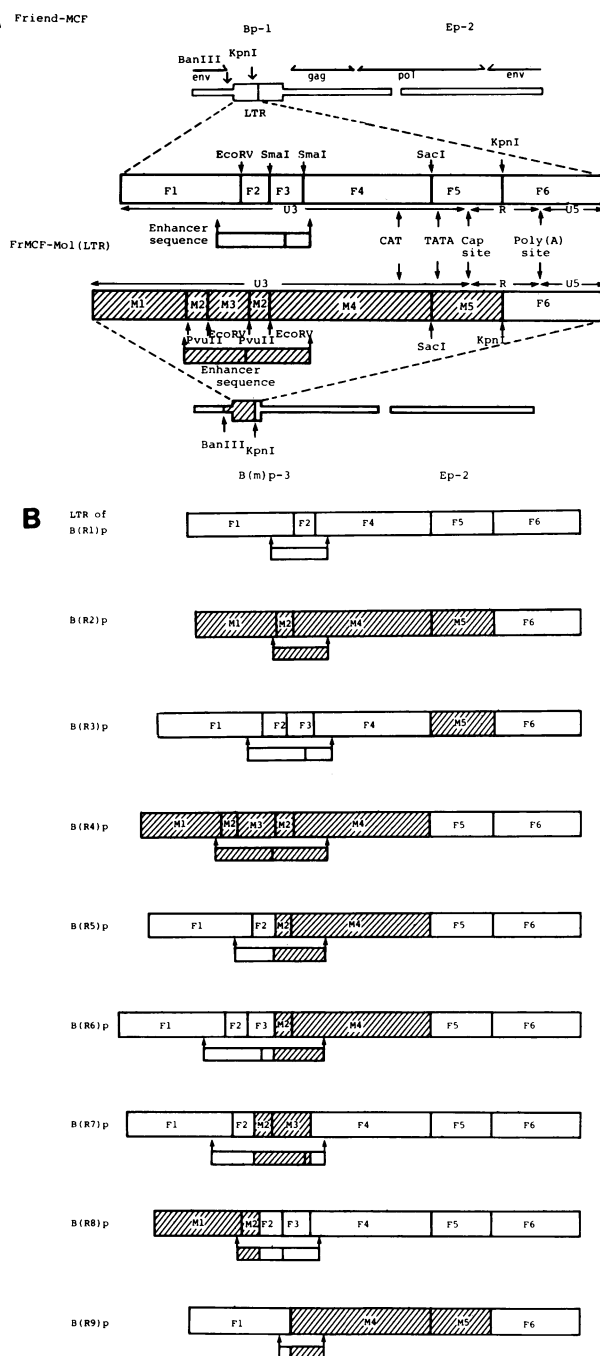 Friend-MCF
Bp-1 Ep-2
BanIII KpnI
env gag pol env
LTR
KpnI
EcoRV SmaI SmaI SacI
F1 F2 F3 F4 F5 F6
U3 R U5
Enhancer sequence CAT TATA Cap site Poly(A) site
FrMCF-Mol(LTR)
U3 R U5
M1 M2 M3 M2 M4 M5 F6
PvuII EcoRV PvuII EcoRV SacI KpnI
Enhancer sequence
BanIII KpnI
B(m)p-3 Ep-2
B
LTR of B(R1)p F1 F2 F4 F5 F6
B(R2)p M1 M2 M4 M5 F6
B(R3)p F1 F2 F3 F4 M5 F6
B(R4)p M1 M2 M3 M2 M4 F5 F6
B(R5)p F1 F2 M2 M4 F5 F6
B(R6)p F1 F2 F3 M2 M4 F5 F6
B(R7)p F1 F2 M2 M3 F4 F5 F6
B(R8)p M1 M2 F2 F3 F4 F5 F6
B(R9)p F1 M4 M5 F6